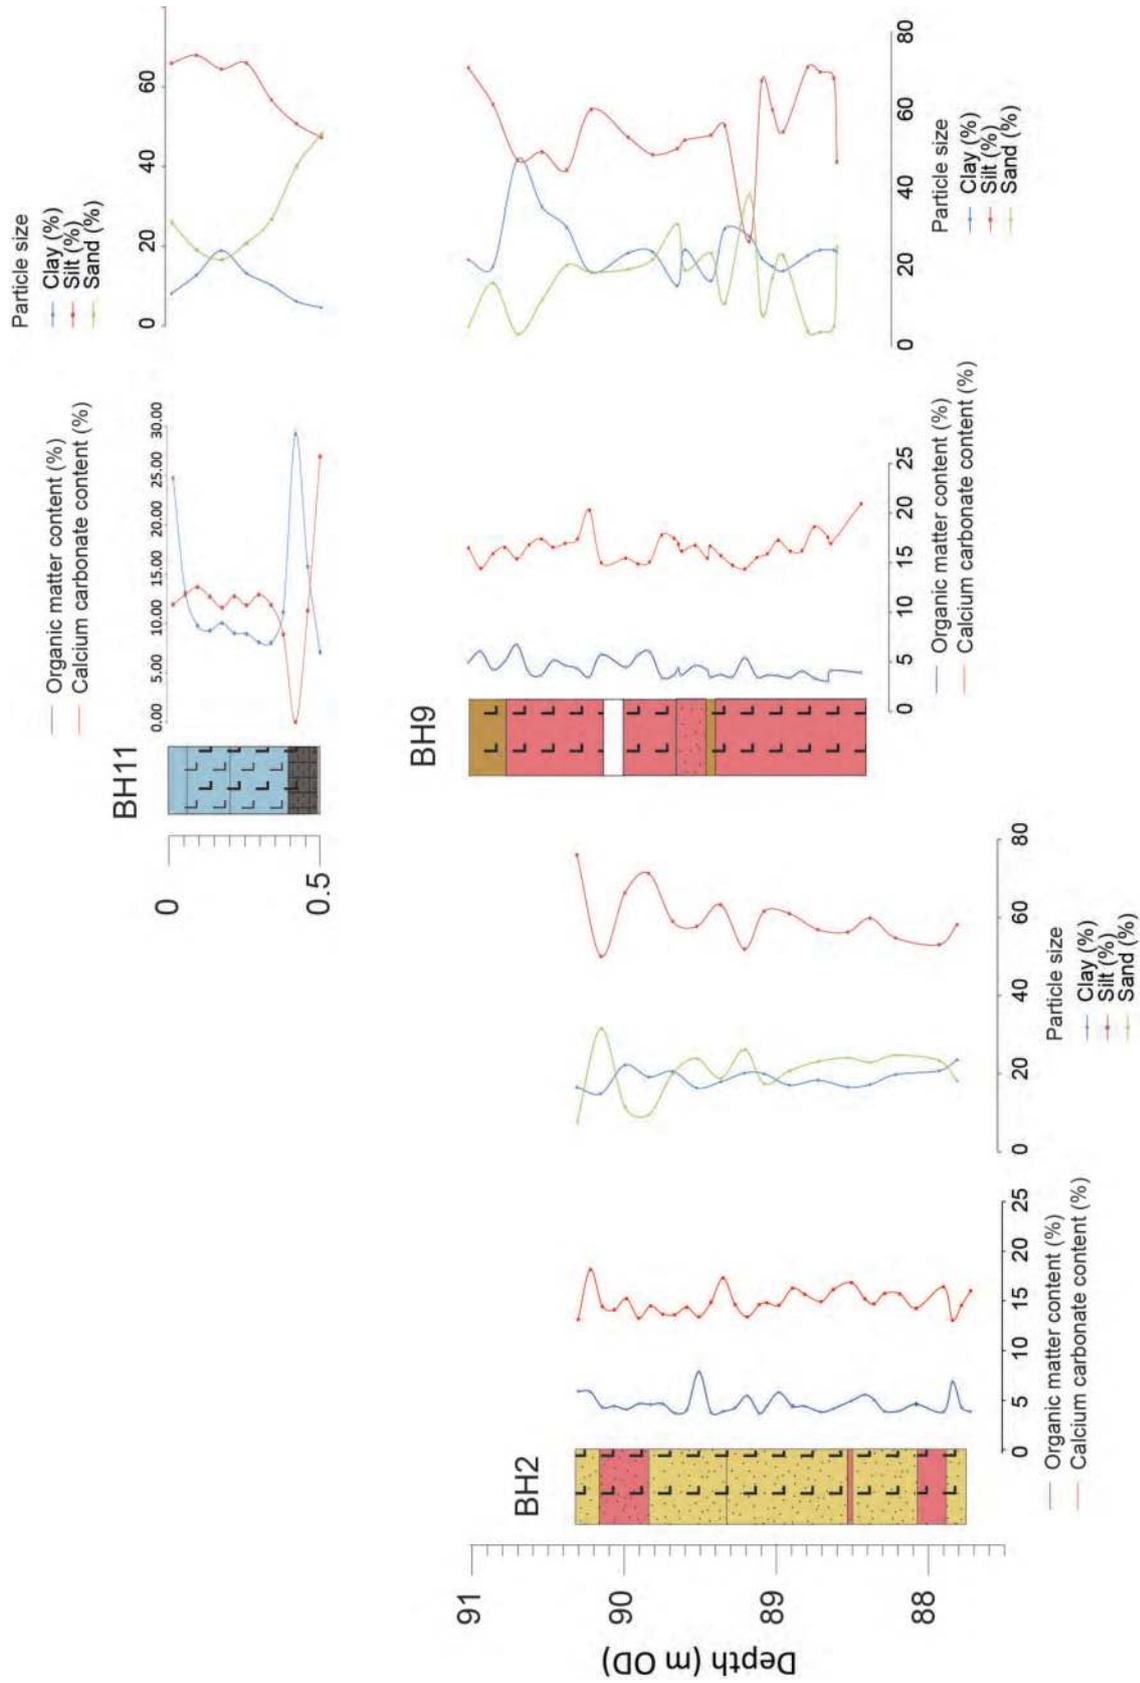 BH11
0
0.5
Organic matter content (%)
Calcium carbonate content (%)
0.00
5.00
10.00
15.00
20.00
25.00
30.00
Particle size
Clay (%)
Silt (%)
Sand (%)
0
20
40
60
Depth (m OD)
91
90
89
88
BH2
0
5
10
15
20
25
Organic matter content (%)
Calcium carbonate content (%)
0
20
40
60
80
Particle size
Clay (%)
Silt (%)
Sand (%)
BH9
0
5
10
15
20
25
Organic matter content (%)
Calcium carbonate content (%)
0
20
40
60
80
Particle size
Clay (%)
Silt (%)
Sand (%)